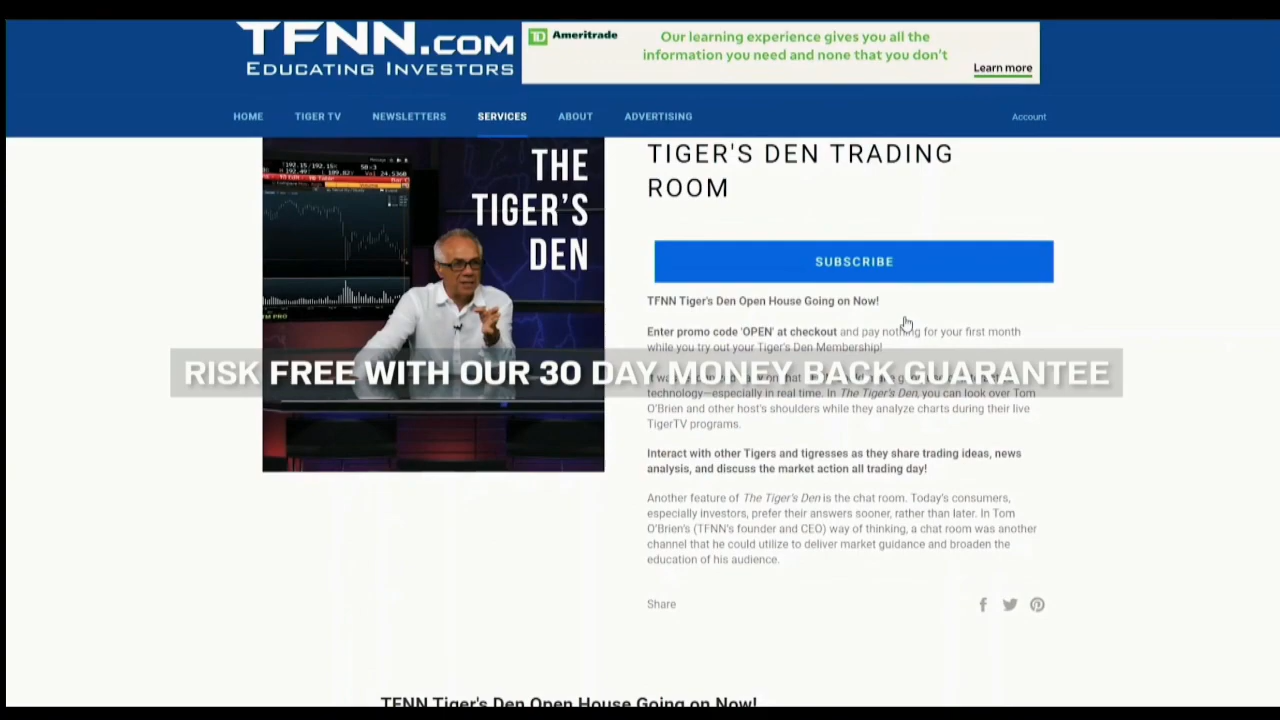 TFNN.COM
EDUCATING INVESTORS
TD Ameritrade
Our learning experience gives you all the
information you need and none that you don't
Learn more
HOME
TIGER TV
NEWSLETTERS
SERVICES
ABOUT
ADVERTISING
Account
THE
TIGER'S
DEN
TIGER'S DEN TRADING
ROOM
SUBSCRIBE
TFNN Tiger's Den Open House Going on Now!
Enter promo code 'OPEN' at checkout and pay nothing for your first month
while you try out your Tiger's Den Membership!
RISK FREE WITH OUR 30 DAY MONEY BACK GUARANTEE
technology—especially in real time. In The Tiger's Den, you can look over Tom
O'Brien and other host's shoulders while they analyze charts during their live
TigerTV programs.
Interact with other Tigers and tigresses as they share trading ideas, news
analysis, and discuss the market action all trading day!
Another feature of The Tiger's Den is the chat room. Today's consumers,
especially investors, prefer their answers sooner, rather than later. In Tom
O'Brien's (TFNN's founder and CEO) way of thinking, a chat room was another
channel that he could utilize to deliver market guidance and broaden the
education of his audience.
Share
TFNN Tiger's Den Open House Going on Now!